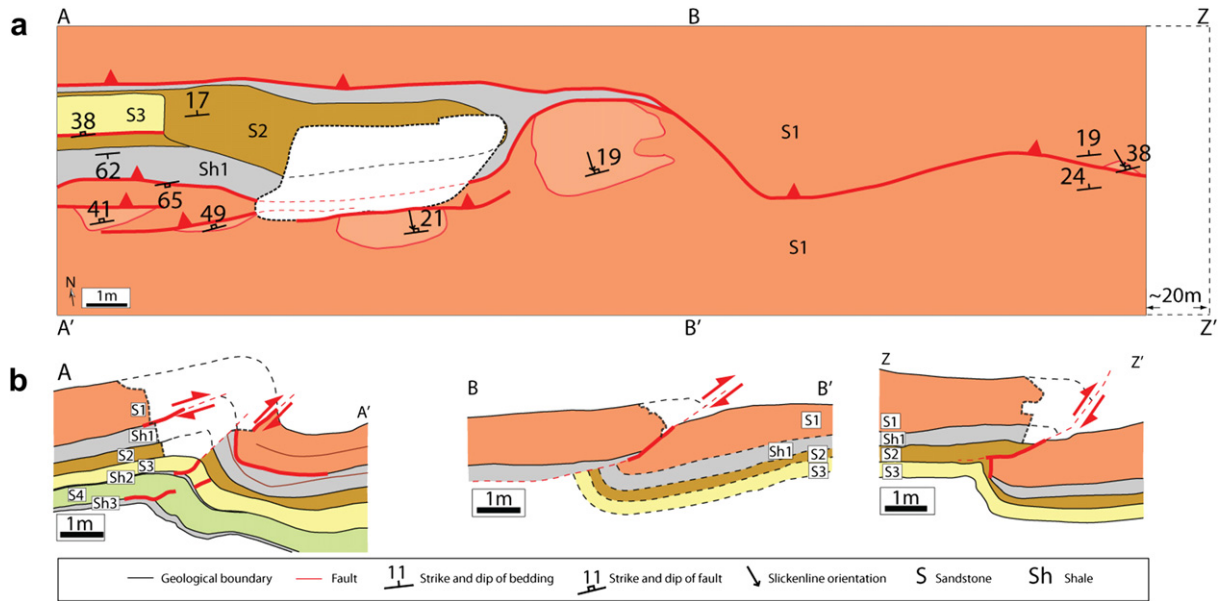 a
A
B
Z
17
38
S3
S2
62
Sh1
65
41
49
21
19
S1
S1
19
38
24
N
1m
~20m
A'
B'
Z'
b
A
A'
S1
Sh1
S2
S3
Sh2
S4
Sh3
1m
B
B'
S1
Sh1
S2
S3
1m
Z
Z'
S1
Sh1
S2
S3
1m
Geological boundary
Fault
11 Strike and dip of bedding
11 Strike and dip of fault
Slickenline orientation
S Sandstone
Sh Shale